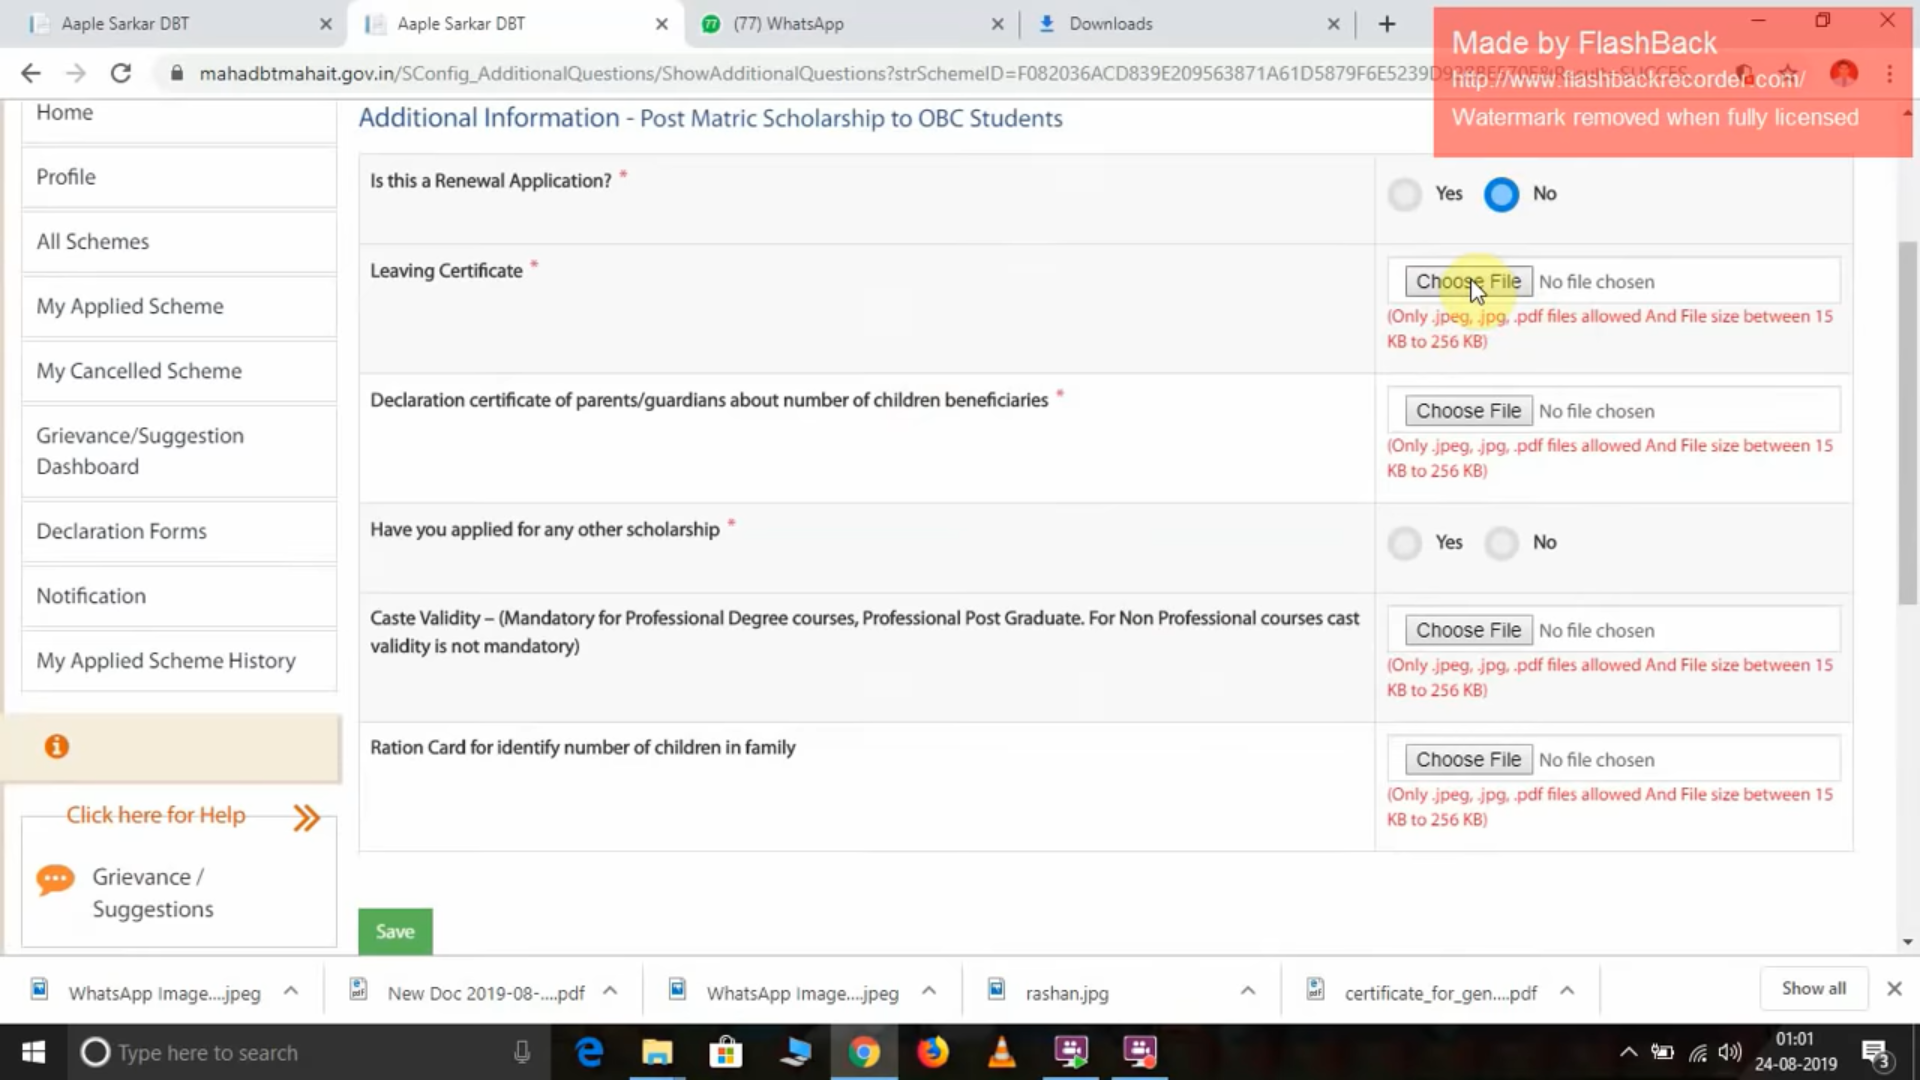 Aaple Sarkar DBT
Aaple Sarkar DBT
(77) WhatsApp
Downloads
mahadbtmahait.gov.in/SConfig_AdditionalQuestions/ShowAdditionalQuestions?strSchemeID=F082036ACD839E209563871A61D5879F6E5239D
Made by FlashBack
http://www.flashbackrecorder.com/
Watermark removed when fully licensed
Home
Profile
All Schemes
My Applied Scheme
My Cancelled Scheme
Grievance/Suggestion
Dashboard
Declaration Forms
Notification
My Applied Scheme History
Click here for Help
Grievance /
Suggestions
Additional Information - Post Matric Scholarship to OBC Students
Is this a Renewal Application? *
Yes No
Leaving Certificate *
Choose File No file chosen
(Only .jpeg, .jpg, .pdf files allowed And File size between 15
KB to 256 KB)
Declaration certificate of parents/guardians about number of children beneficiaries *
Choose File No file chosen
(Only .jpeg, .jpg, .pdf files allowed And File size between 15
KB to 256 KB)
Have you applied for any other scholarship *
Yes No
Caste Validity – (Mandatory for Professional Degree courses, Professional Post Graduate. For Non Professional courses cast
validity is not mandatory)
Choose File No file chosen
(Only .jpeg, .jpg, .pdf files allowed And File size between 15
KB to 256 KB)
Ration Card for identify number of children in family
Choose File No file chosen
(Only .jpeg, .jpg, .pdf files allowed And File size between 15
KB to 256 KB)
Save
WhatsApp Image....jpeg
New Doc 2019-08-....pdf
WhatsApp Image....jpeg
rashan.jpg
certificate_for_gen....pdf
Show all
Type here to search
01:01
24-08-2019
3